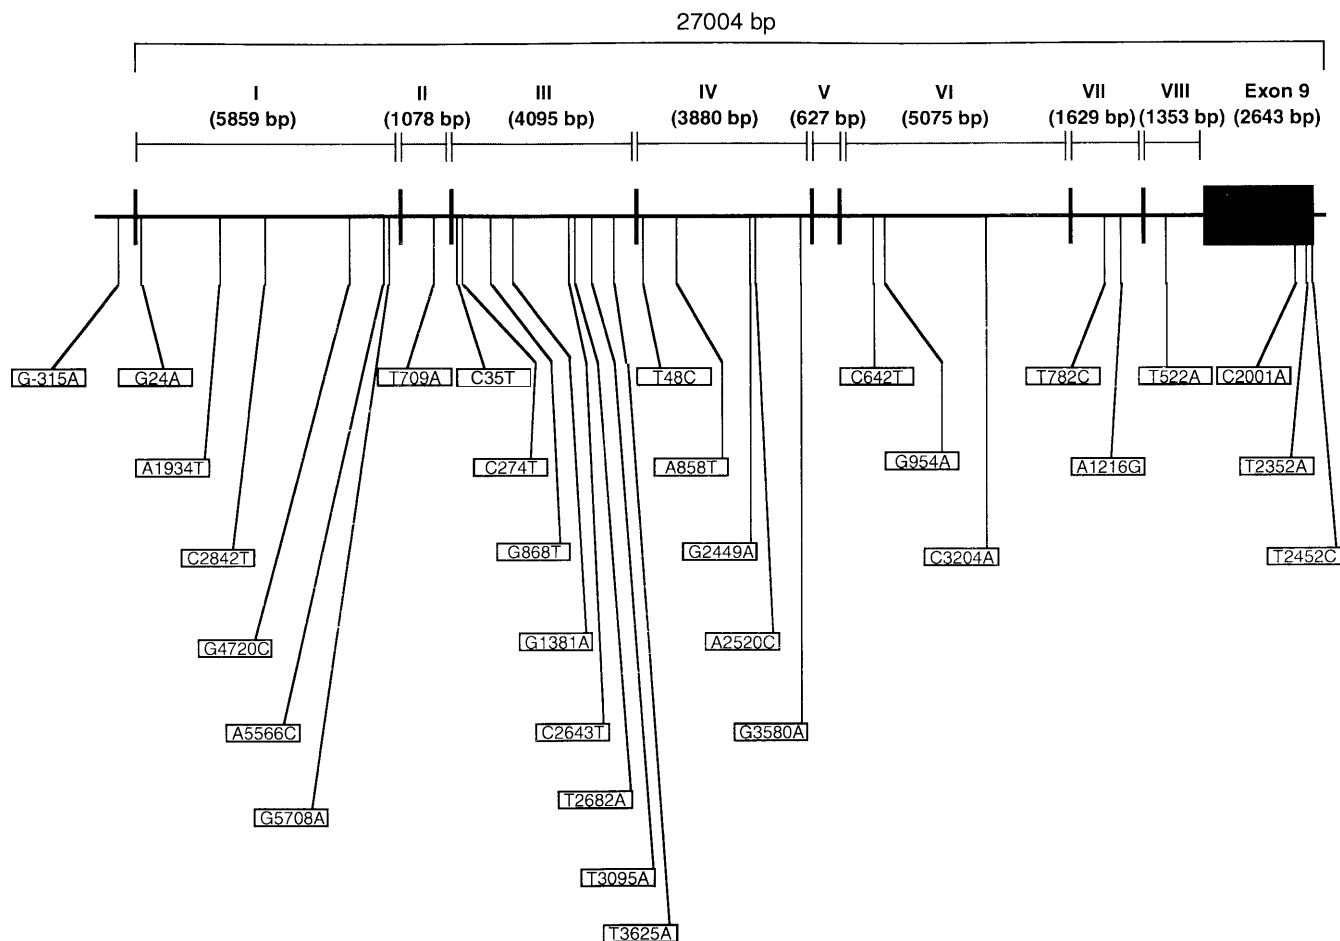 27004 bp
I II III IV V VI VII VIII Exon 9
(5859 bp) (1078 bp) (4095 bp) (3880 bp) (627 bp) (5075 bp) (1629 bp) (1353 bp) (2643 bp)
G-315A G24A T709A C35T T48C C642T T782C T522A C2001A
A1934T C274T A858T G954A A1216G T2352A
C2842T G868T G2449A C3204A T2452C
G4720C G1381A A2520C
A5566C C2643T G3580A
G5708A T2682A
T3095A
T3625A